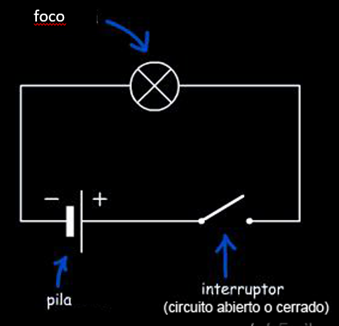 foco
− +
pila
interruptor
(circuito abierto o cerrado)